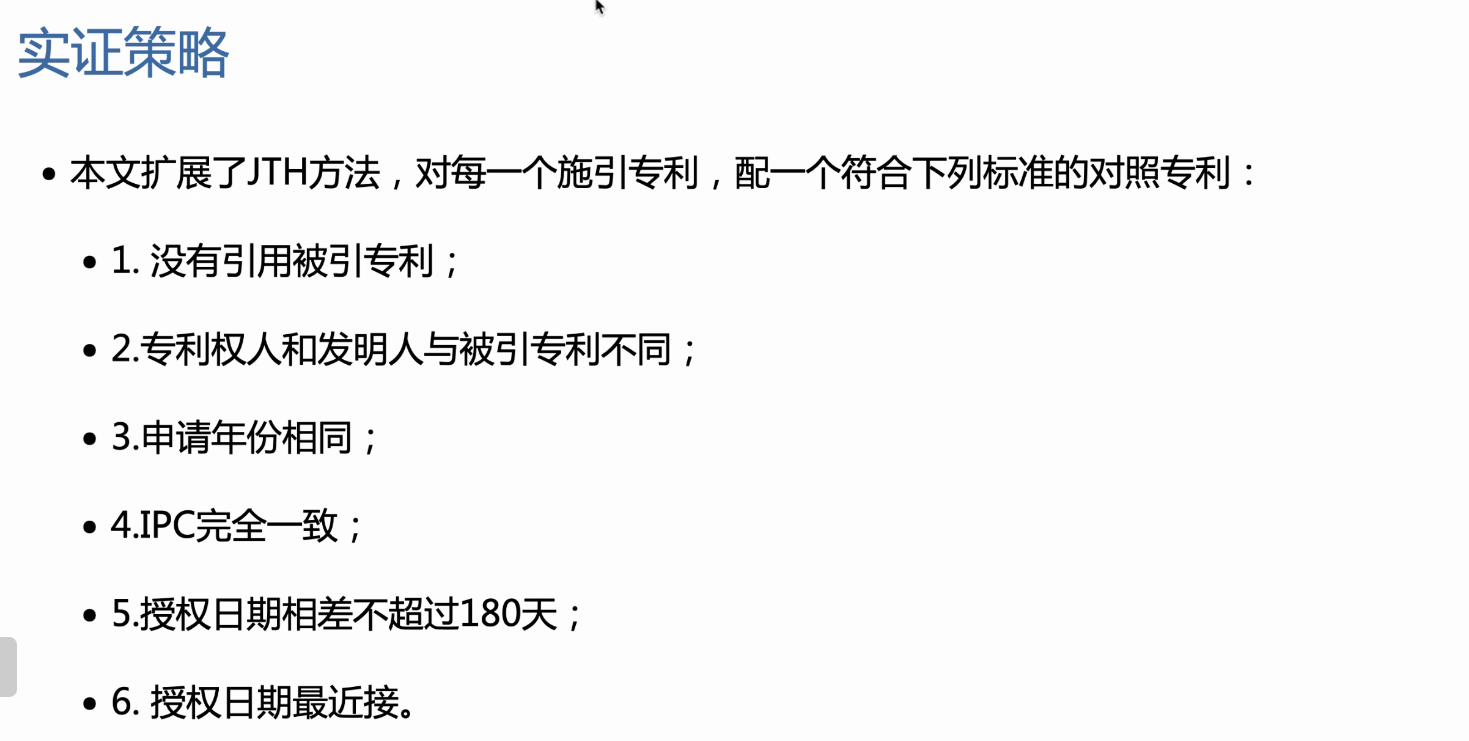 实证策略
• 本文扩展了JTH方法，对每一个施引专利，配一个符合下列标准的对照专利：
• 1. 没有引用被引专利；
• 2.专利权人和发明人与被引专利不同；
• 3.申请年份相同；
• 4.IPC完全一致；
• 5.授权日期相差不超过180天；
• 6. 授权日期最近接。